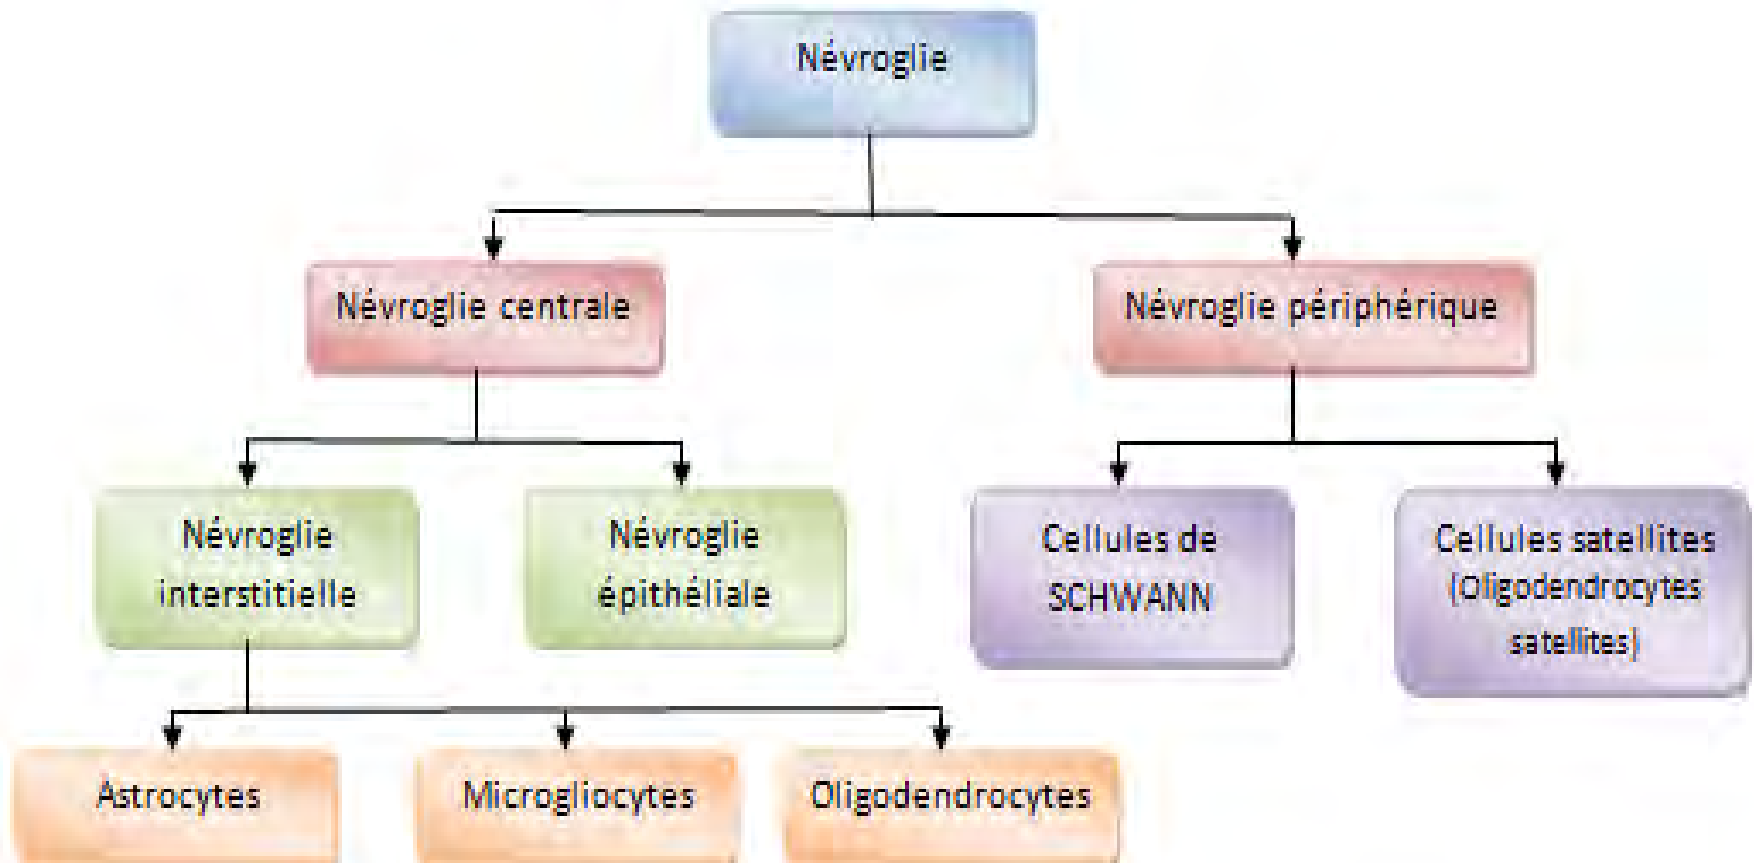 Névroglie
Névroglie centrale
Névroglie périphérique
Névroglie
interstitielle
Névroglie
épithéliale
Cellules de
SCHWANN
Cellules satellites
(Oligodendrocytes
satellites)
Astrocytes
Microgliocytes
Oligodendrocytes